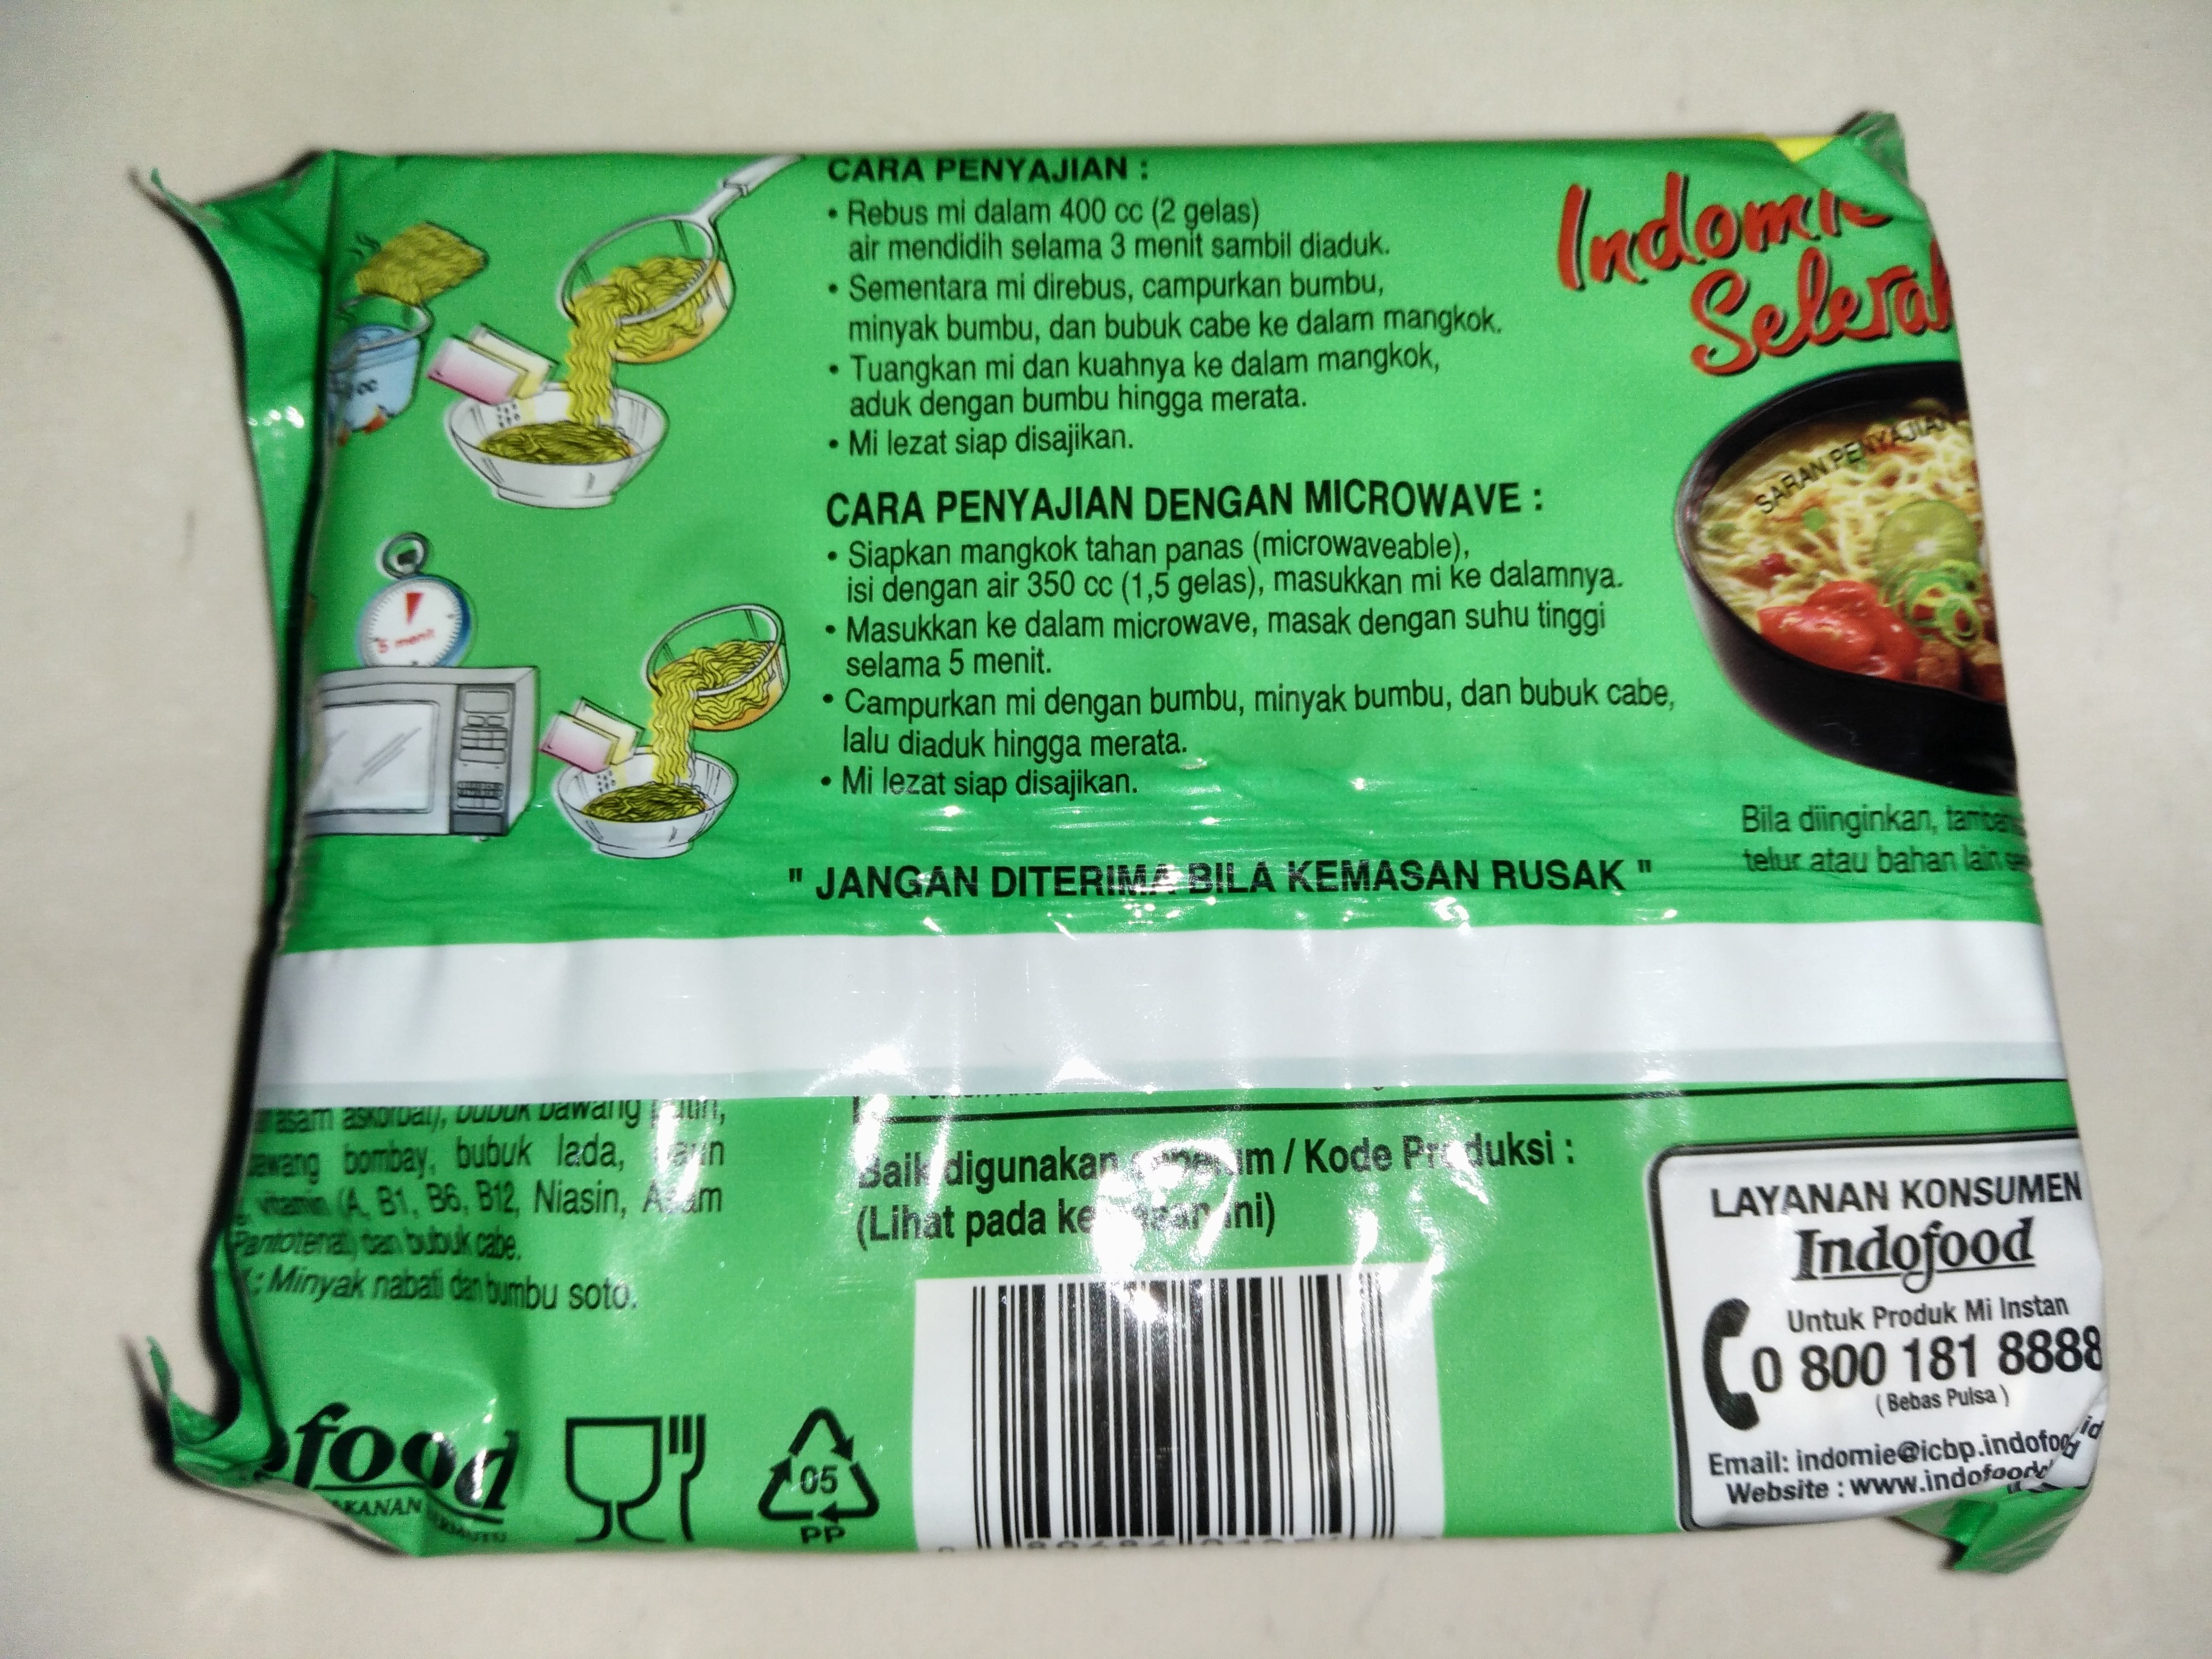 CARA PENYAJIAN :
• Rebus mi dalam 400 cc (2 gelas)
air mendidih selama 3 menit sambil diaduk.
• Sementara mi direbus, campurkan bumbu,
minyak bumbu, dan bubuk cabe ke dalam mangkok.
• Tuangkan mi dan kuahnya ke dalam mangkok,
aduk dengan bumbu hingga merata.
• Mi lezat siap disajikan.
CARA PENYAJIAN DENGAN MICROWAVE :
• Siapkan mangkok tahan panas (microwaveable),
isi dengan air 350 cc (1,5 gelas), masukkan mi ke dalamnya.
• Masukkan ke dalam microwave, masak dengan suhu tinggi
selama 5 menit.
• Campurkan mi dengan bumbu, minyak bumbu, dan bubuk cabe,
lalu diaduk hingga merata.
• Mi lezat siap disajikan.
" JANGAN DITERIMA BILA KEMASAN RUSAK "
cc
5 menit
Indomie
Selera
SARAN PENYAJIAN
Bila diinginkan,
telur atau bahan lain
asam askorbat), bubuk bawang putih,
bombay, bubuk lada,
vitamin (A, B1, B6, B12, Niasin, Asam
Pantotenat) dan bubuk cabe.
: Minyak nabati dan bumbu soto.
Baik digunakan sebelum / Kode Produksi :
(Lihat pada kemasan ini)
food
05
PP
LAYANAN KONSUMEN
Indofood
Untuk Produk Mi Instan
0 800 181 8888
( Bebas Pulsa )
Email: indomie@icbp.indofood
Website : www.indofood